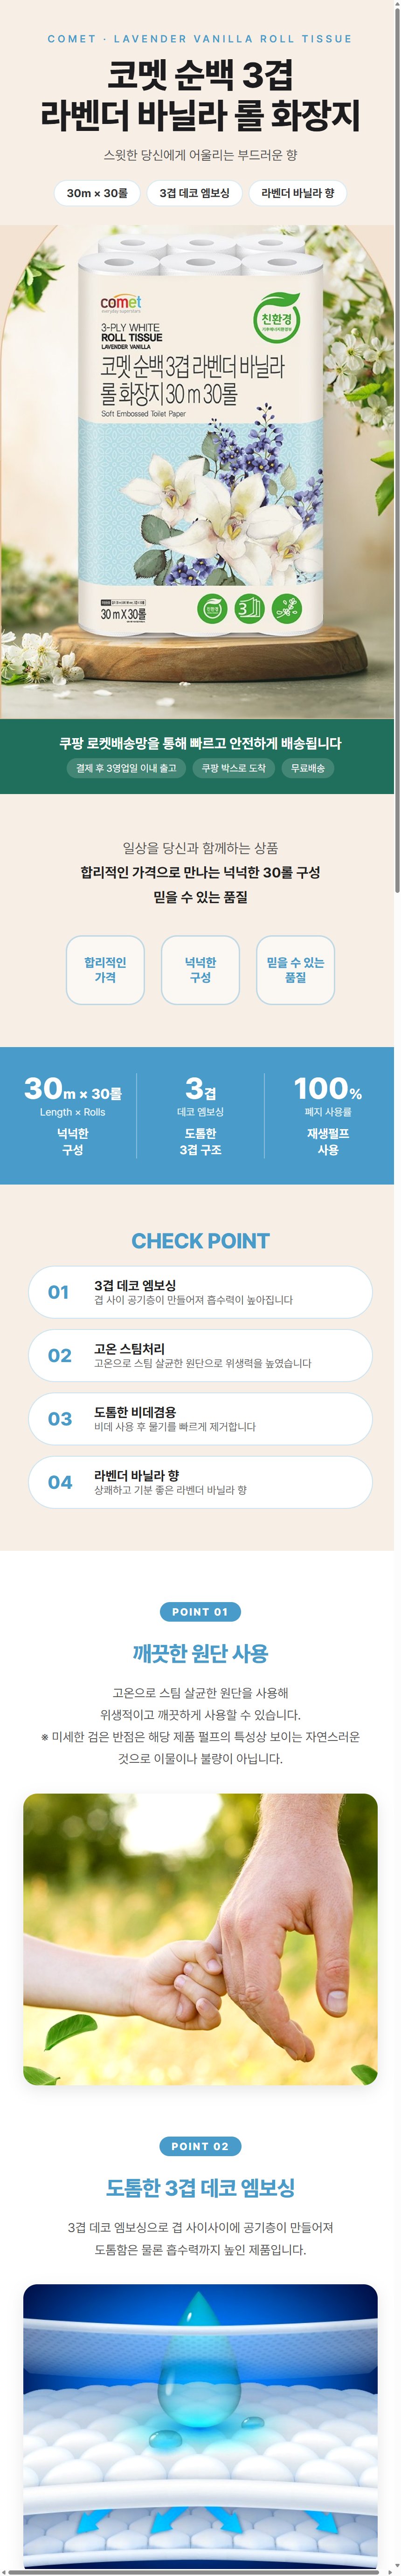 COMET · LAVENDER VANILLA ROLL TISSUE
코멧 순백 3겹
라벤더 바닐라 롤 화장지
스윗한 당신에게 어울리는 부드러운 향
30m × 30롤
3겹 데코 엠보싱
라벤더 바닐라 향
comet
everyday superstars
친환경
3-PLY WHITE
ROLL TISSUE
LAVENDER VANILLA
코멧 순백 3겹 라벤더 바닐라
롤 화장지 30 m 30롤
Soft Embossed Toilet Paper
30 m X 30롤
쿠팡 로켓배송망을 통해 빠르고 안전하게 배송됩니다
결제 후 3영업일 이내 출고
쿠팡 박스로 도착
무료배송
일상을 당신과 함께하는 상품
합리적인 가격으로 만나는 넉넉한 30롤 구성
믿을 수 있는 품질
합리적인
가격
넉넉한
구성
믿을 수 있는
품질
30m × 30롤
Length × Rolls
넉넉한
구성
3겹
데코 엠보싱
도톰한
3겹 구조
100%
폐지 사용률
재생펄프
사용
CHECK POINT
01
3겹 데코 엠보싱
겹 사이 공기층이 만들어져 흡수력이 높아집니다
02
고온 스팀처리
고온으로 스팀 살균한 원단으로 위생력을 높였습니다
03
도톰한 비데겸용
비데 사용 후 물기를 빠르게 제거합니다
04
라벤더 바닐라 향
상쾌하고 기분 좋은 라벤더 바닐라 향
POINT 01
깨끗한 원단 사용
고온으로 스팀 살균한 원단을 사용해
위생적이고 깨끗하게 사용할 수 있습니다.
※ 미세한 검은 반점은 해당 제품 펄프의 특성상 보이는 자연스러운
것으로 이물이나 불량이 아닙니다.
POINT 02
도톰한 3겹 데코 엠보싱
3겹 데코 엠보싱으로 겹 사이사이에 공기층이 만들어져
도톰함은 물론 흡수력까지 높인 제품입니다.